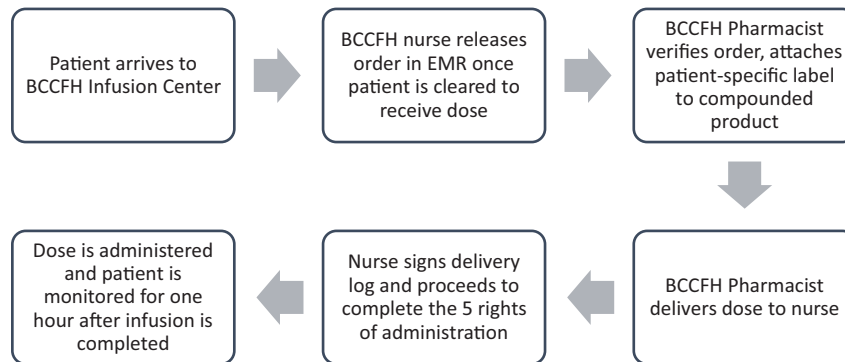 Patient arrives to
BCCFH Infusion Center
BCCFH nurse releases
order in EMR once
patient is cleared to
receive dose
BCCFH Pharmacist
verifies order, attaches
patient-specific label
to compounded
product
BCCFH Pharmacist
delivers dose to nurse
Nurse signs delivery
log and proceeds to
complete the 5 rights
of administration
Dose is administered
and patient is
monitored for one
hour after infusion is
completed